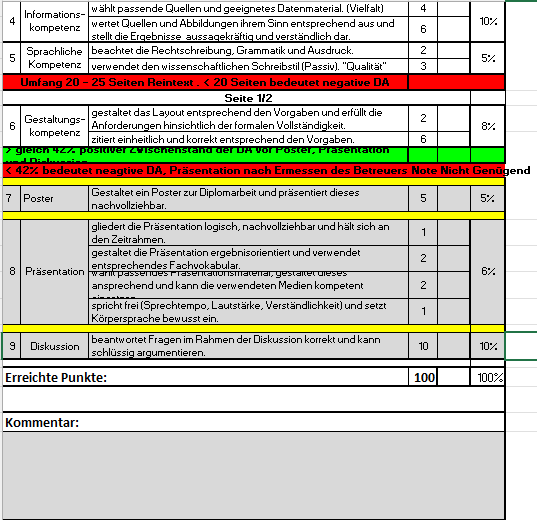 4 Informations- wählt passende Quellen und geeignetes Datenmaterial. (Vielfalt) 4 10%
kompetenz wertet Quellen und Abbildungen ihrem Sinn entsprechend aus und 6
stellt die Ergebnisse aussagekräftig und verständlich dar.
5 Sprachliche beachtet die Rechtschreibung, Grammatik und Ausdruck. 2 5%
Kompetenz verwendet den wissenschaftlichen Schreibstil (Passiv). "Qualität" 3
Umfang 20 - 25 Seiten Reintext . < 20 Seiten bedeutet negative DA
Seite 1/2
6 Gestaltungs- gestaltet das Layout entsprechend den Vorgaben und erfüllt die 2 8%
kompetenz Anforderungen hinsichtlich der formalen Vollständigkeit.
zitiert einheitlich und korrekt entsprechend den Vorgaben. 6
> gleich 42% positiver Zwischenstand der DA vor Poster, Präsentation
und Diskussion
< 42% bedeutet neagtive DA, Präsentation nach Ermessen des Betreuers Note Nicht Genügend
7 Poster Gestaltet ein Poster zur Diplomarbeit und präsentiert dieses 5 5%
nachvollziehbar.
8 Präsentation gliedert die Präsentation logisch, nachvollziehbar und hält sich an 1 6%
den Zeitrahmen.
gestaltet die Präsentation ergebnisorientiert und verwendet 2
entsprechendes Fachvokabular.
wählt passendes Präsentationsmaterial, gestaltet dieses 2
ansprechend und kann die verwendeten Medien kompetent
einsetzen.
spricht frei (Sprechtempo, Lautstärke, Verständlichkeit) und setzt 1
Körpersprache bewusst ein.
9 Diskussion beantwortet Fragen im Rahmen der Diskussion korrekt und kann 10 10%
schlüssig argumentieren.
Erreichte Punkte: 100 100%
Kommentar: